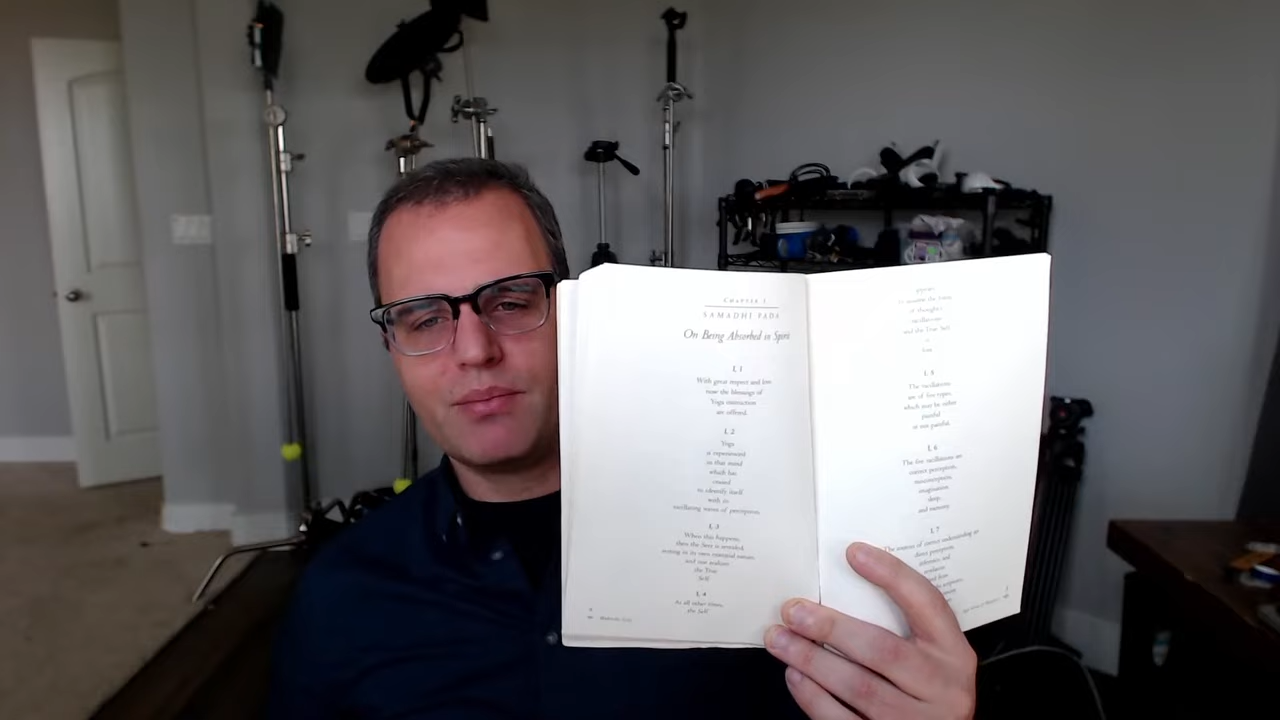 CHAPTER 1
SAMADHI PADA
On Being Absorbed in Spirit
I, 1
With great respect and love
now the blessings of
Yoga instruction
are offered.
I, 2
Yoga
is experienced
in that mind
which has
ceased
to identify itself
with its
vacillating waves of perception.
I, 3
When this happens,
then the Seer is revealed,
resting in its own essential nature,
and one realizes
the True
Self.
I, 4
At all other times,
the Self
appears
to assume the form
of thought's
vacillations
and the True Self
is
lost.
I, 5
The vacillations
are of five types,
which may be either
painful
or not painful.
I, 6
The five vacillations are
correct perception,
misconception,
imagination,
sleep,
and memory.
I, 7
The sources of correct understanding are
direct perception,
inference, and